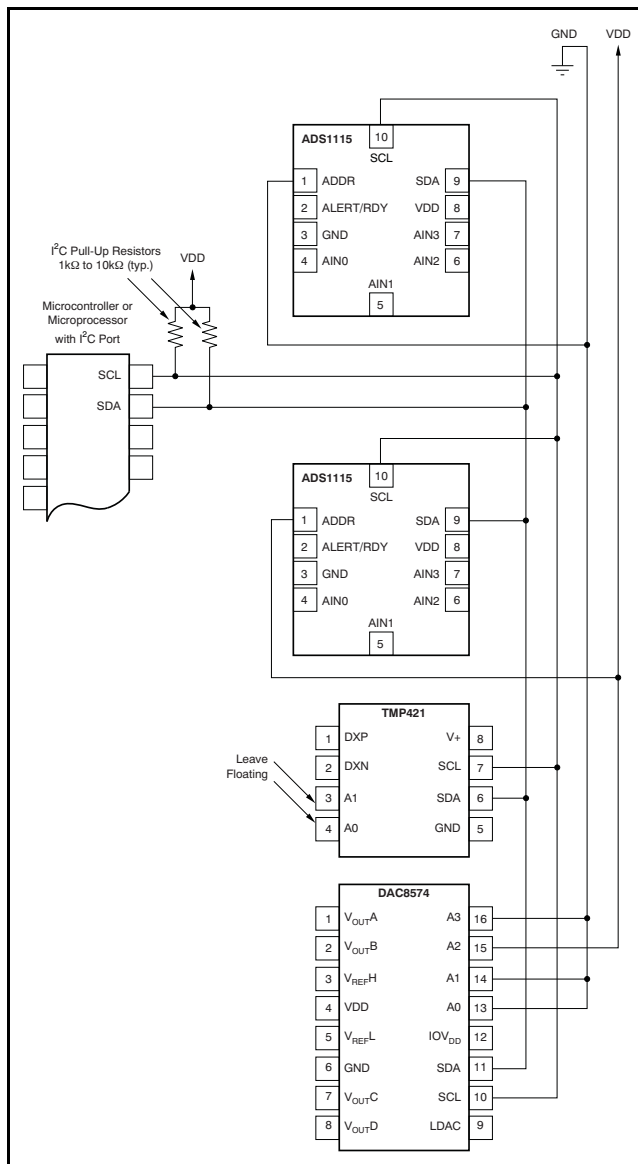 GND VDD
ADS1115
10
SCL
1 ADDR SDA 9
2 ALERT/RDY VDD 8
3 GND AIN3 7
4 AIN0 AIN2 6
AIN1
5
I²C Pull-Up Resistors
1kΩ to 10kΩ (typ.)
VDD
Microcontroller or
Microprocessor
with I²C Port
SCL
SDA
ADS1115
10
SCL
1 ADDR SDA 9
2 ALERT/RDY VDD 8
3 GND AIN3 7
4 AIN0 AIN2 6
AIN1
5
TMP421
1 DXP V+ 8
2 DXN SCL 7
3 A1 SDA 6
4 A0 GND 5
Leave
Floating
DAC8574
1 VOUTA A3 16
2 VOUTB A2 15
3 VREFH A1 14
4 VDD A0 13
5 VREFL IOVDD 12
6 GND SDA 11
7 VOUTC SCL 10
8 VOUTD LDAC 9